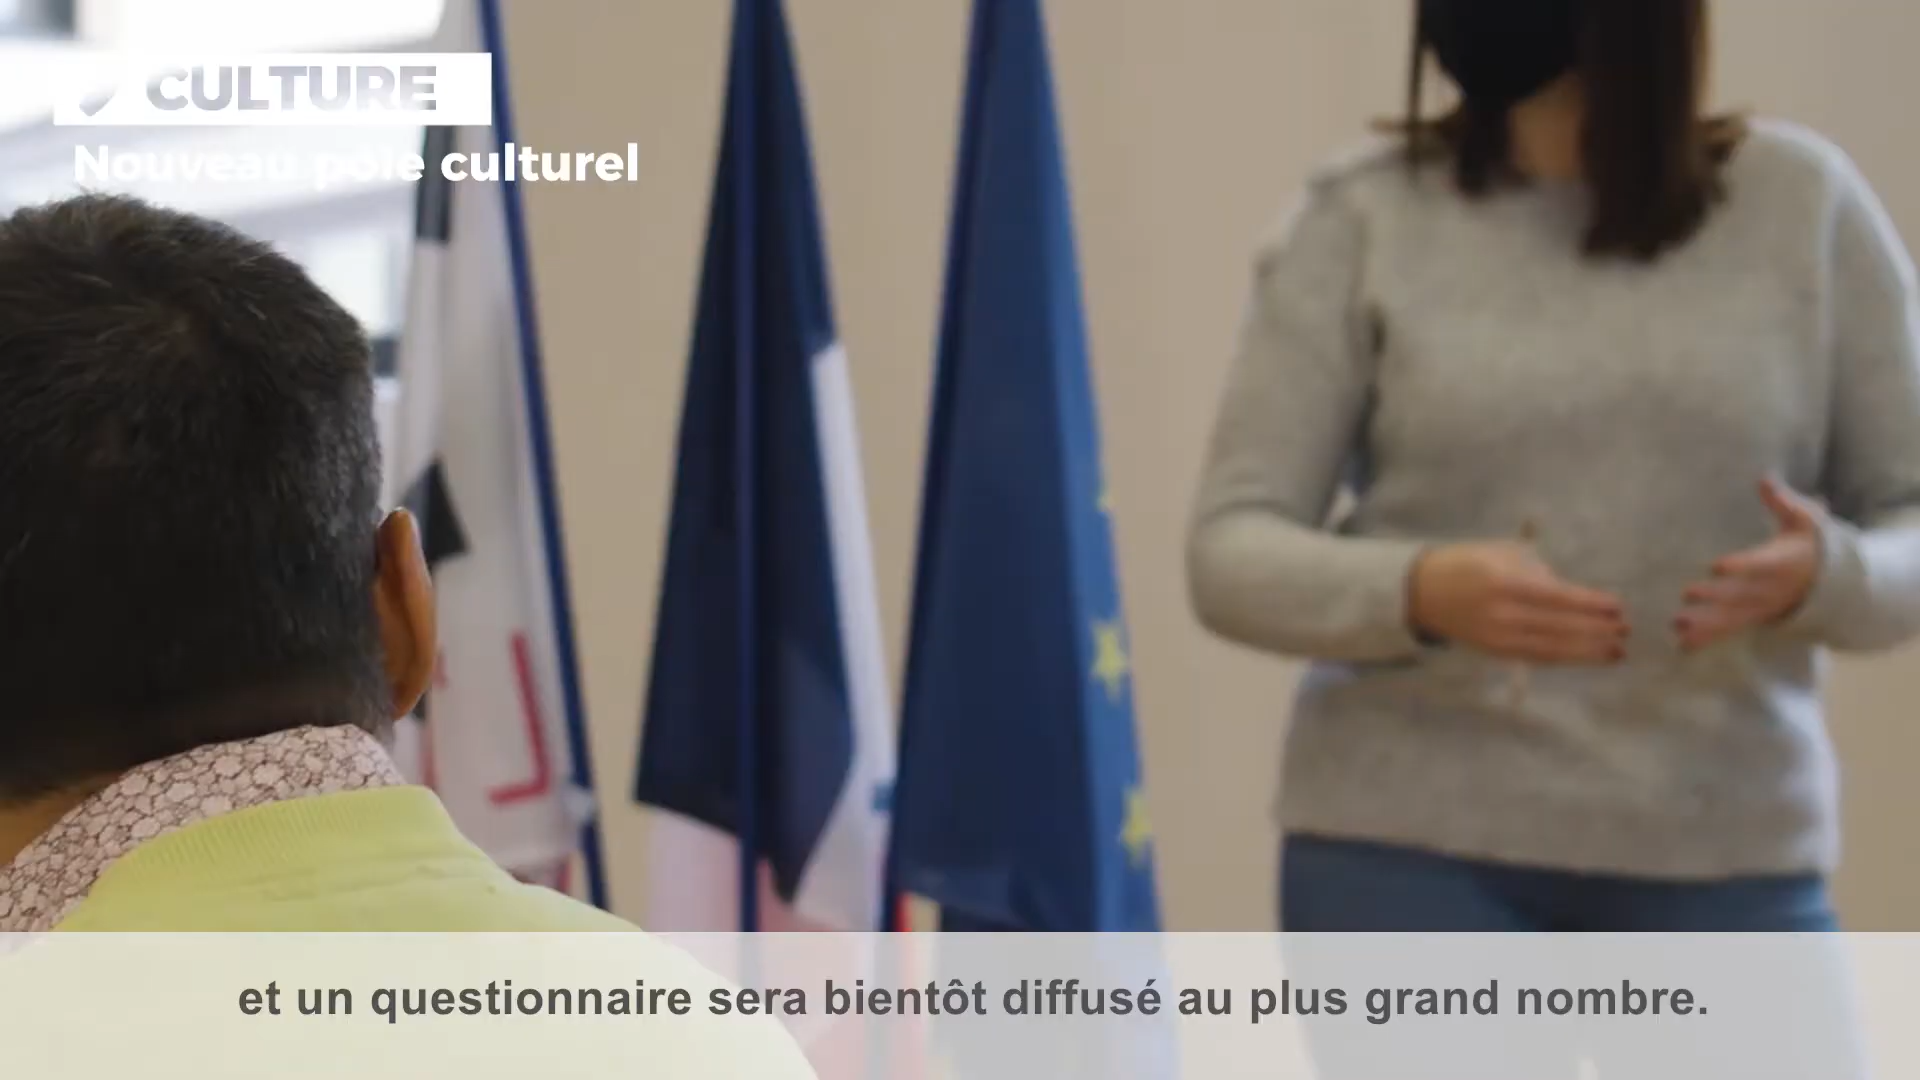 CULTURE
Nouveau pôle culturel
et un questionnaire sera bientôt diffusé au plus grand nombre.